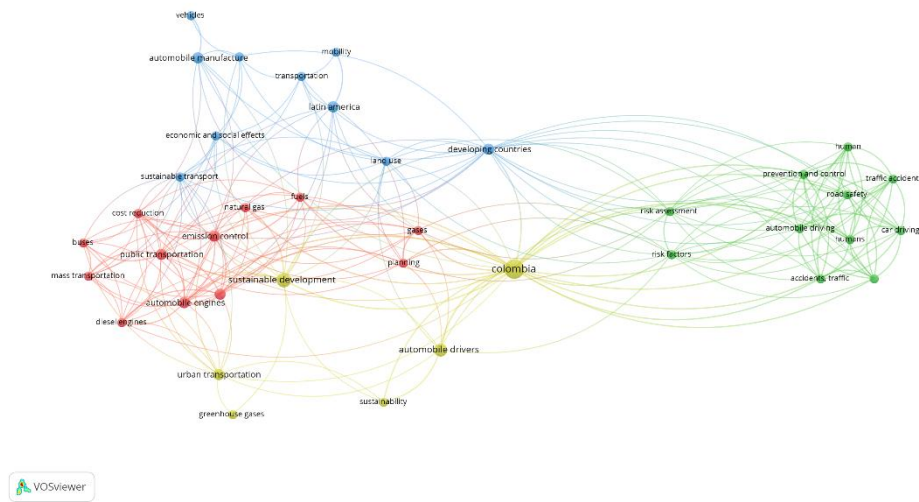 vehicles
automobile manufacture
mobility
transportation
latin america
economic and social effects
developing countries
human
land use
prevention and control
traffic accident
sustainable transport
road safety
fuels
natural gas
cost reduction
risk assessment
automobile driving
car driving
gases
emission control
humans
buses
public transportation
risk factors
planning
colombia
mass transportation
sustainable development
accidents, traffic
automobile engines
diesel engines
automobile drivers
urban transportation
sustainability
greenhouse gases
VOSviewer